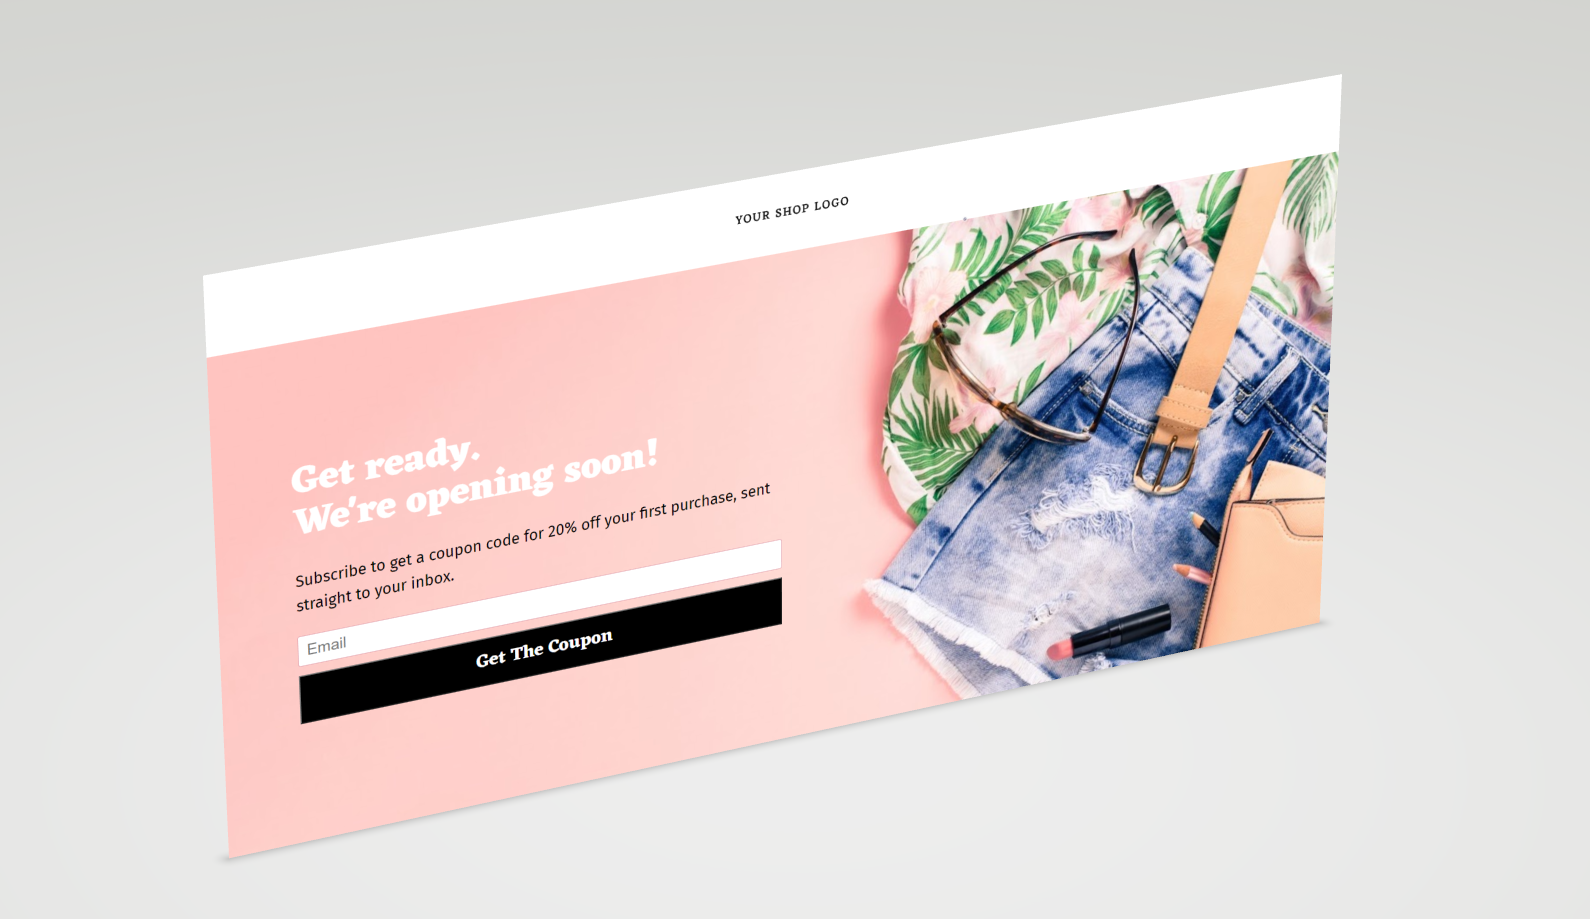 YOUR SHOP LOGO
Get ready.
We're opening soon!
Subscribe to get a coupon code for 20% off your first purchase, sent
straight to your inbox.
Email
Get The Coupon